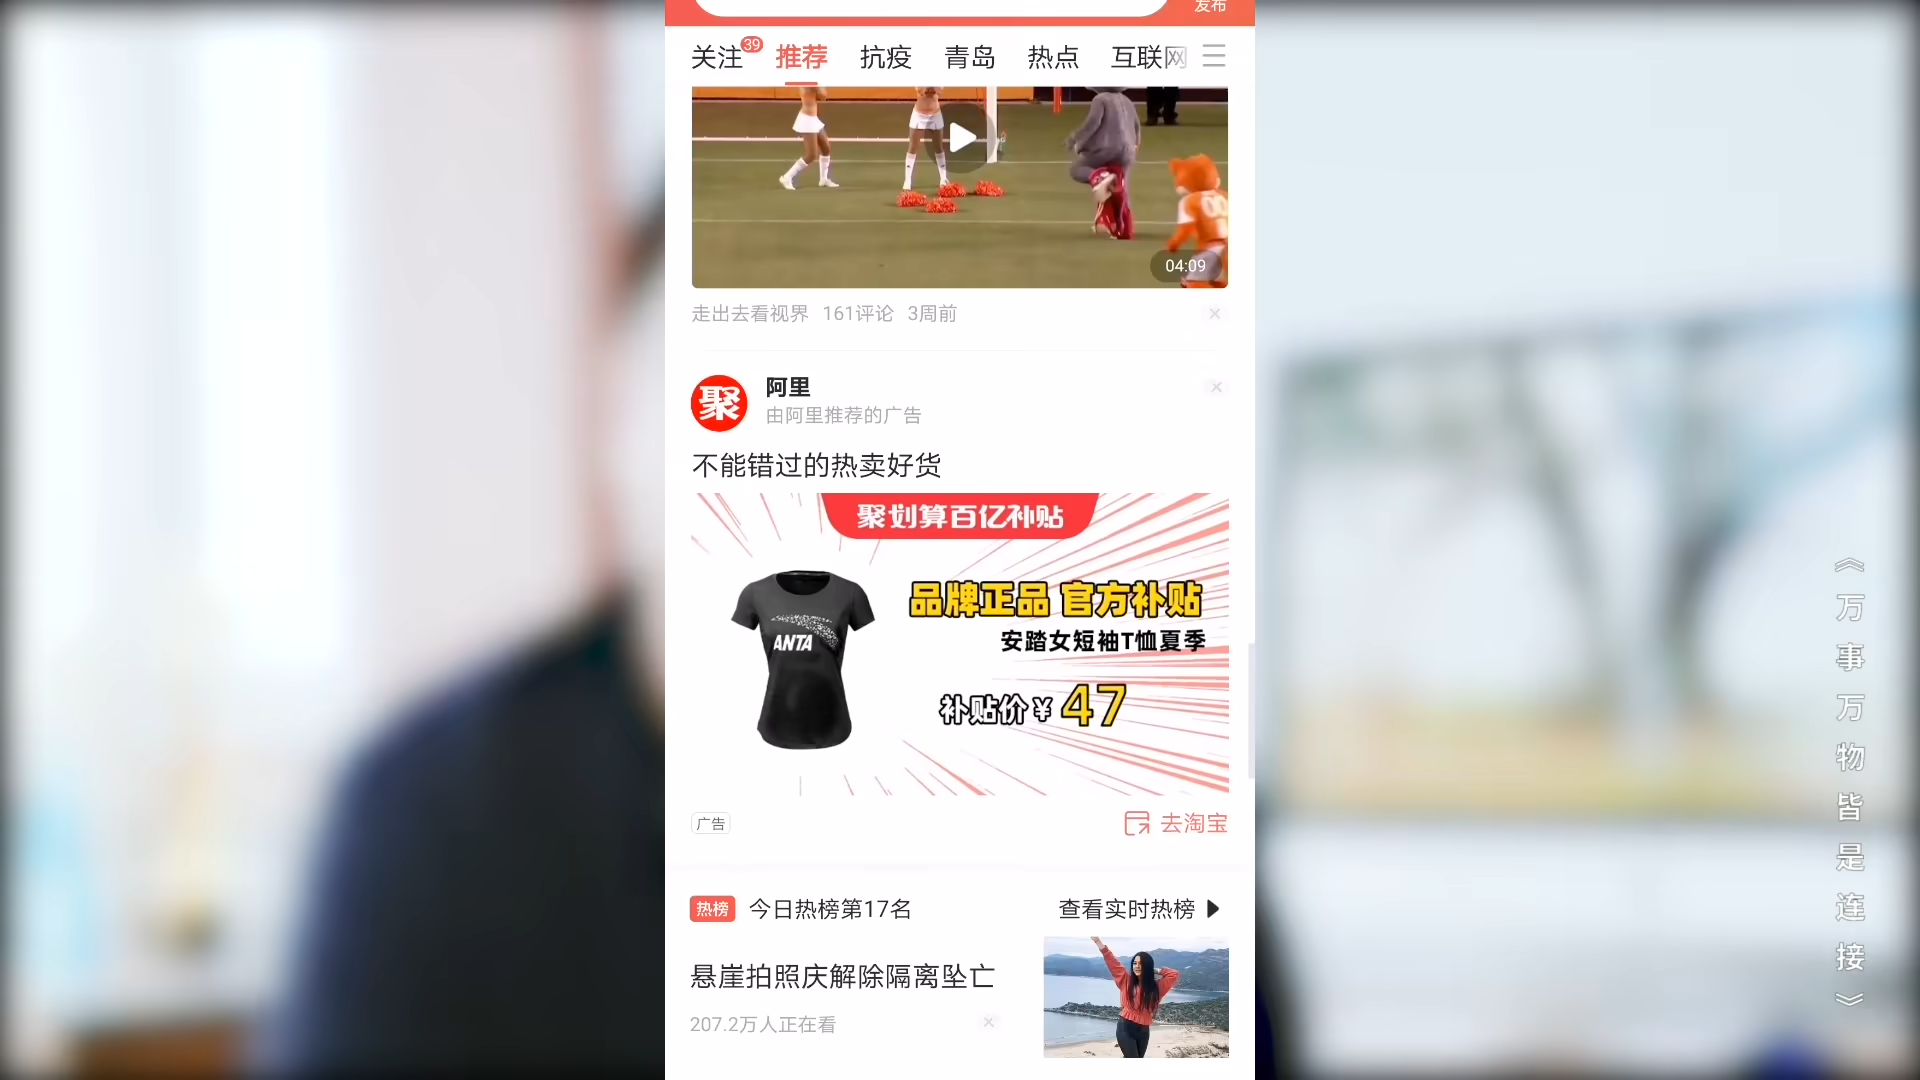 发布
关注 39 推荐 抗疫 青岛 热点 互联网
04:09
走出去看视界 161评论 3周前
聚
阿里
由阿里推荐的广告
不能错过的热卖好货
聚划算百亿补贴
品牌正品 官方补贴
安踏女短袖T恤夏季
ANTA
补贴价¥47
广告
去淘宝
热榜 今日热榜第17名 查看实时热榜
悬崖拍照庆解除隔离坠亡
207.2万人正在看
《万事万物皆是连接》